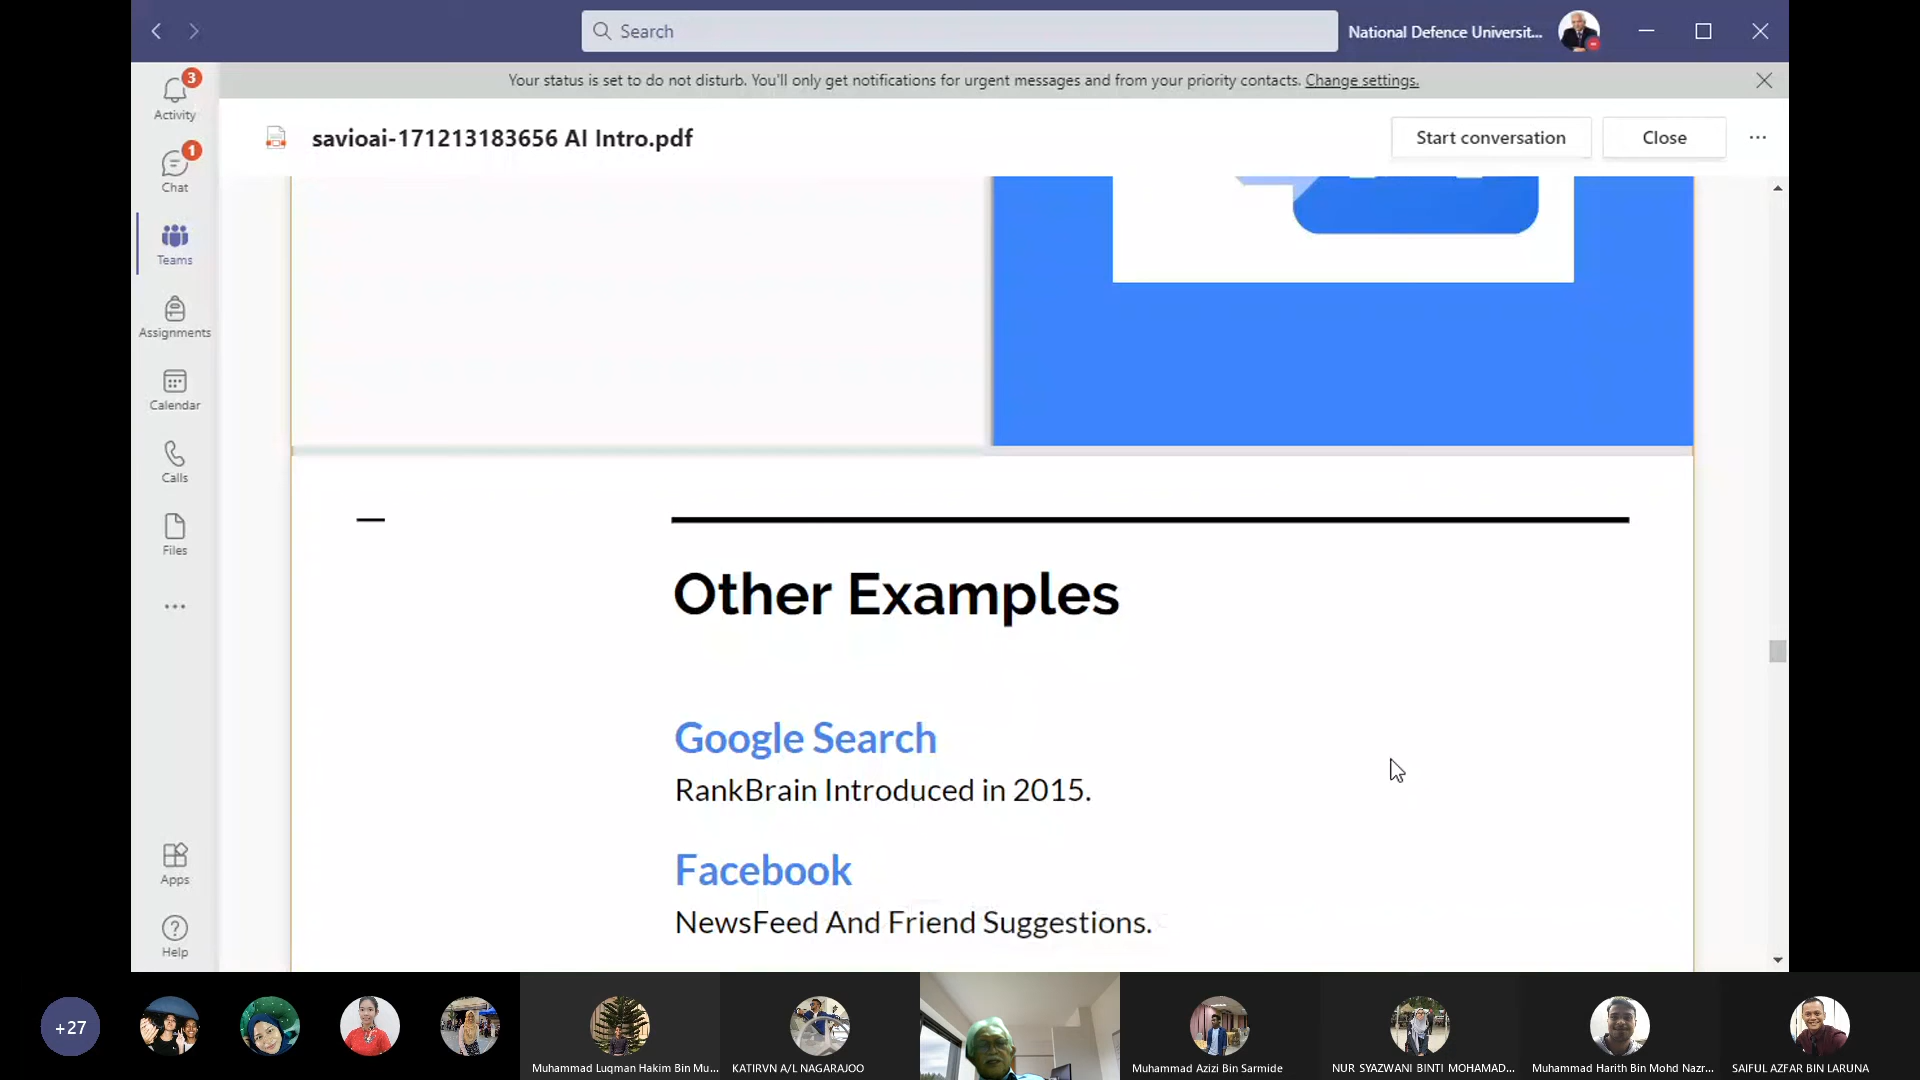 Search
National Defence Universit...
Your status is set to do not disturb. You'll only get notifications for urgent messages and from your priority contacts. Change settings.
3
Activity
1
Chat
Teams
Assignments
Calendar
Calls
Files
Apps
Help
savioai-171213183656 AI Intro.pdf
Start conversation
Close
Other Examples
Google Search
RankBrain Introduced in 2015.
Facebook
NewsFeed And Friend Suggestions.
+27
Muhammad Luqman Hakim Bin Mu...
KATIRVN A/L NAGARAJOO
Muhammad Azizi Bin Sarmide
NUR SYAZWANI BINTI MOHAMAD...
Muhammad Harith Bin Mohd Nazr...
SAIFUL AZFAR BIN LARUNA